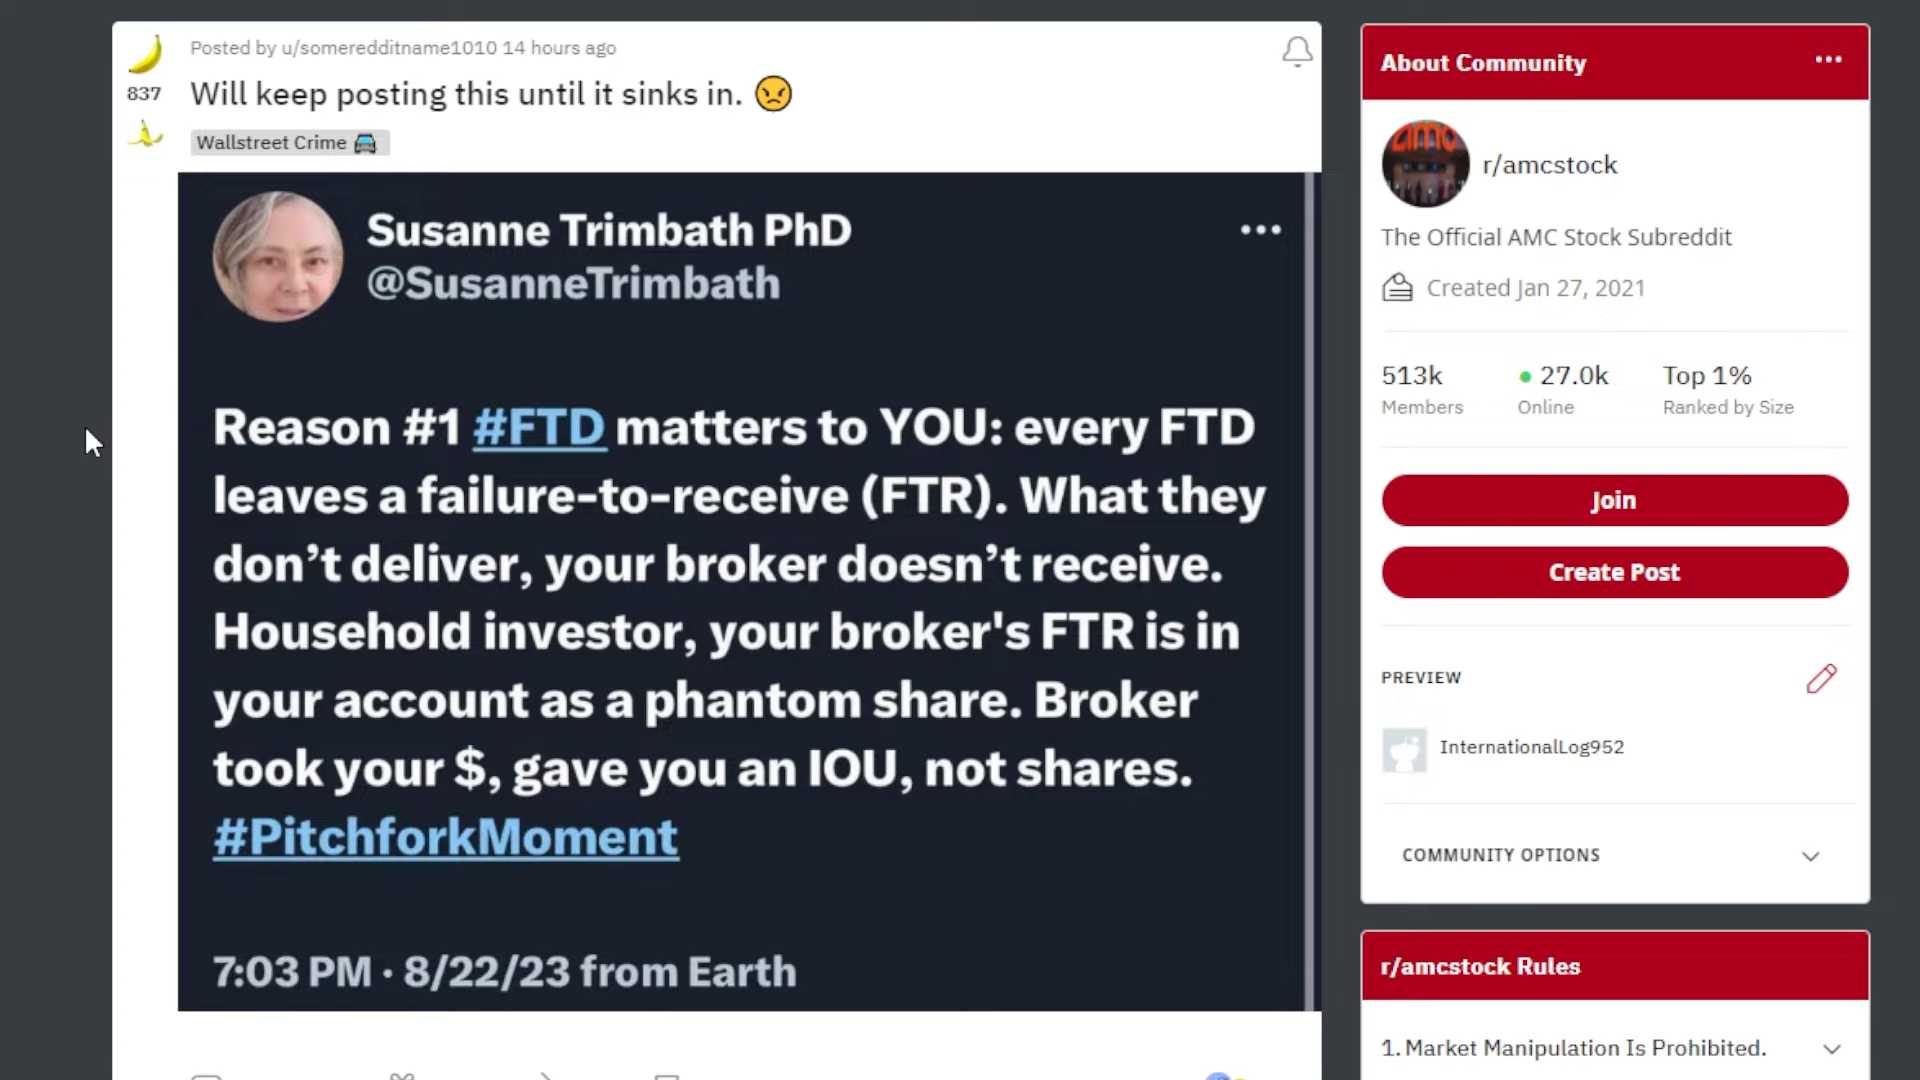 Posted by u/someredditname1010 14 hours ago
837
Will keep posting this until it sinks in. 😠
Wallstreet Crime 🚔
Susanne Trimbath PhD
@SusanneTrimbath
Reason #1 #FTD matters to YOU: every FTD
leaves a failure-to-receive (FTR). What they
don’t deliver, your broker doesn’t receive.
Household investor, your broker's FTR is in
your account as a phantom share. Broker
took your $, gave you an IOU, not shares.
#PitchforkMoment
7:03 PM · 8/22/23 from Earth
About Community
amc
r/amcstock
The Official AMC Stock Subreddit
Created Jan 27, 2021
513k
27.0k
Top 1%
Members
Online
Ranked by Size
Join
Create Post
PREVIEW
InternationalLog952
COMMUNITY OPTIONS
r/amcstock Rules
1. Market Manipulation Is Prohibited.